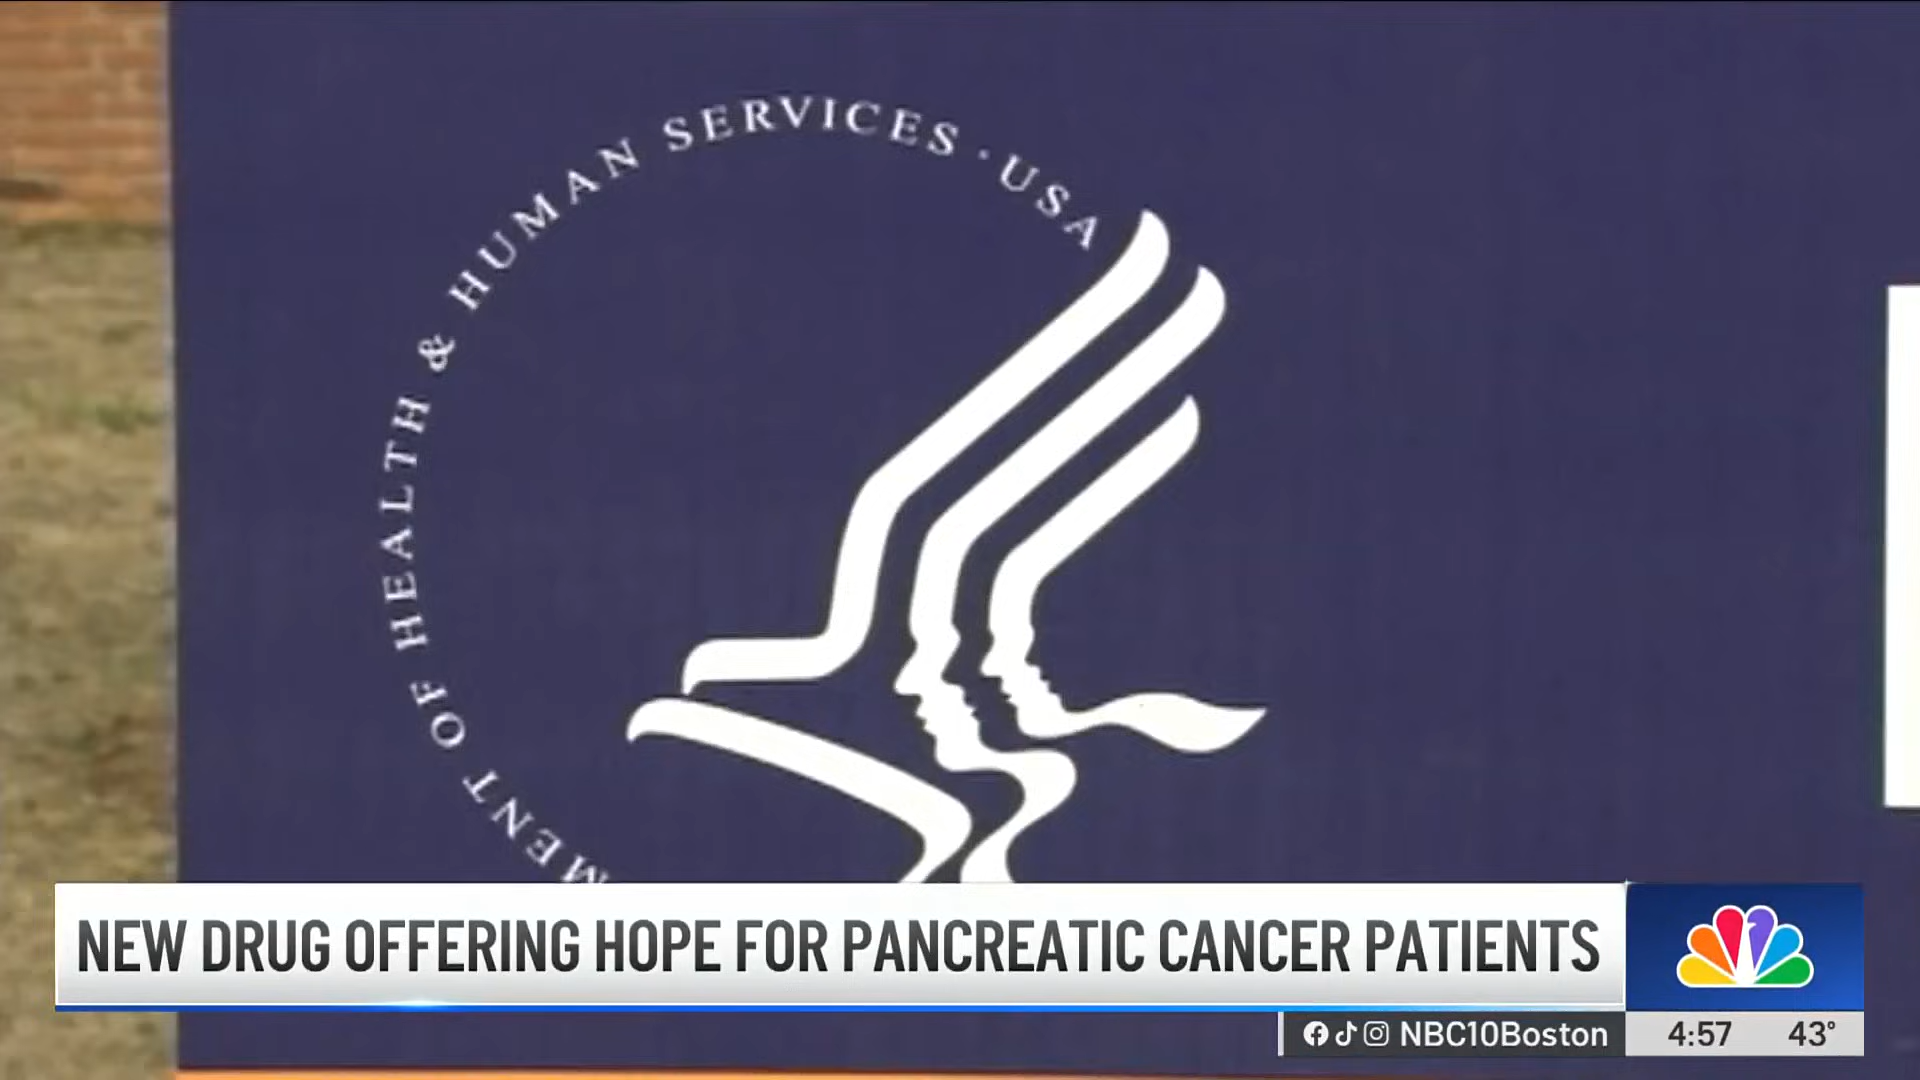 MENT OF HEALTH & HUMAN SERVICES · USA
NEW DRUG OFFERING HOPE FOR PANCREATIC CANCER PATIENTS
NBC10Boston
4:57 43°